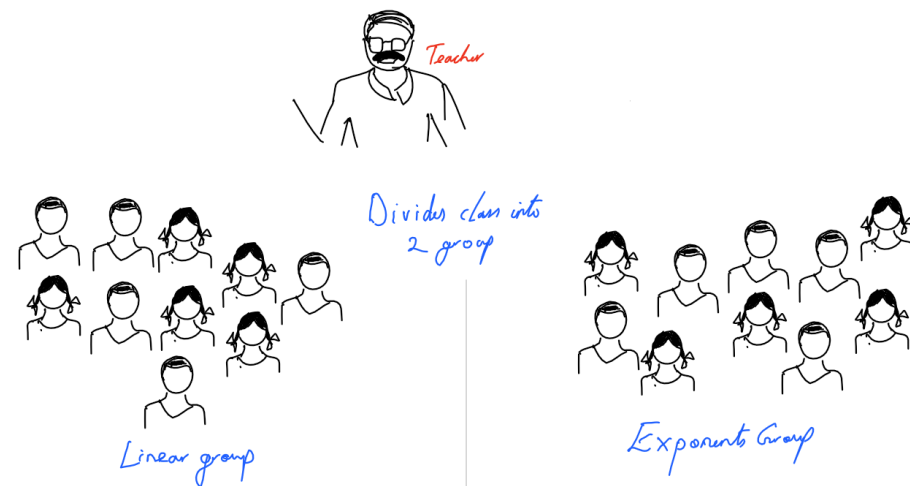 Teacher
Divides class into
2 group
Linear group
Exponents Group